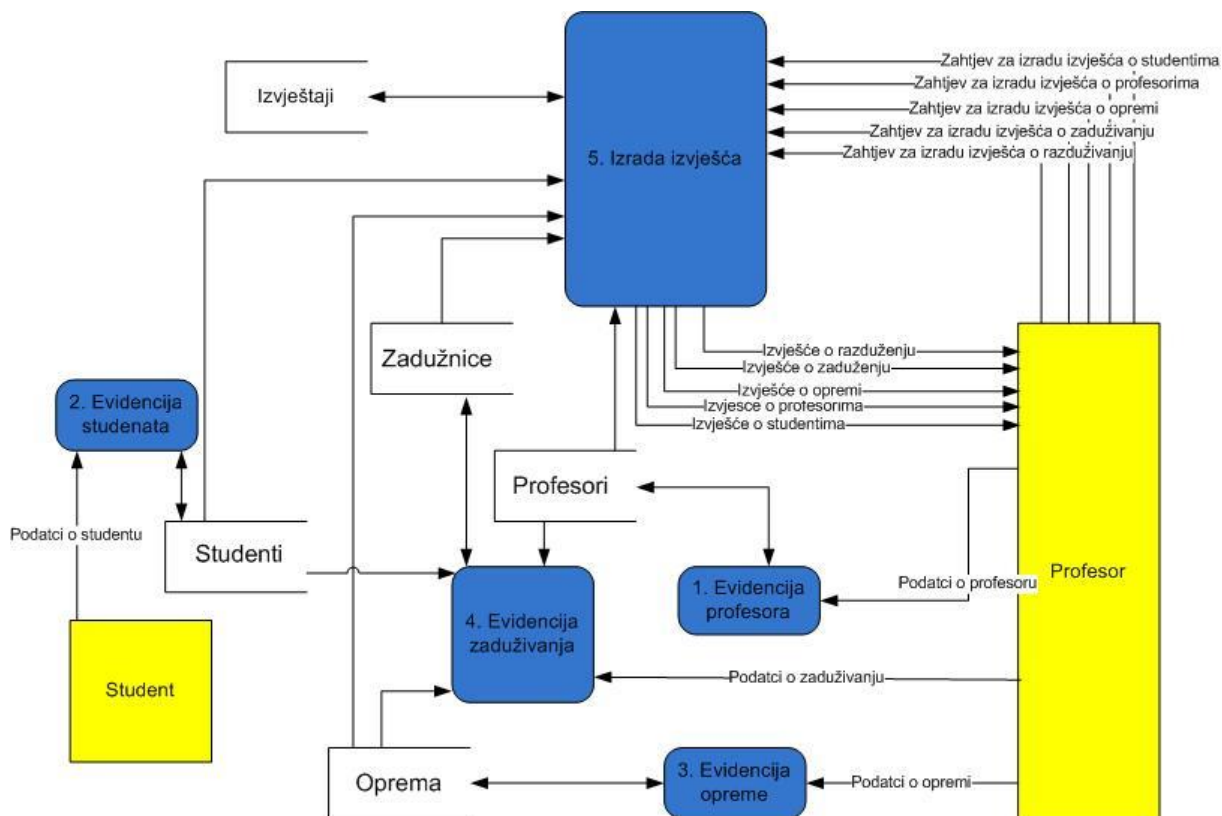 Zahtjev za izradu izvješća o studentima
Zahtjev za izradu izvješća o profesorima
Izvještaji
Zahtjev za izradu izvješća o opremi
Zahtjev za izradu izvješća o zaduživanju
5. Izrada izvješća
Zahtjev za izradu izvješća o razduživanju
Zadužnice
Izvješće o razduženju
Izvješće o zaduženju
Izvješće o opremi
Izvjesce o profesorima
Izvješće o studentima
2. Evidencija
studenata
Profesori
Podatci o studentu
Studenti
1. Evidencija
profesora
Podatci o profesoru
Profesor
4. Evidencija
zaduživanja
Student
Podatci o zaduživanju
Oprema
3. Evidencija
opreme
Podatci o opremi